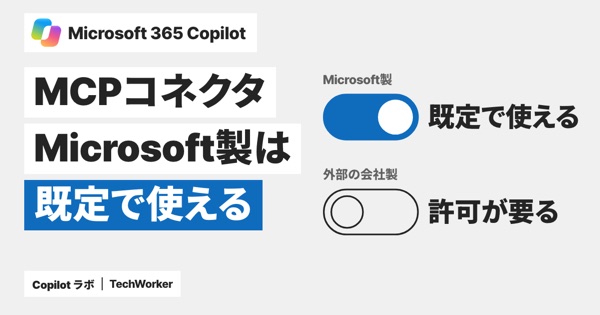 Microsoft 365 Copilot
MCPコネクタ
Microsoft製は
既定で使える
Microsoft製
既定で使える
外部の会社製
許可が要る
Copilot ラボ | TechWorker